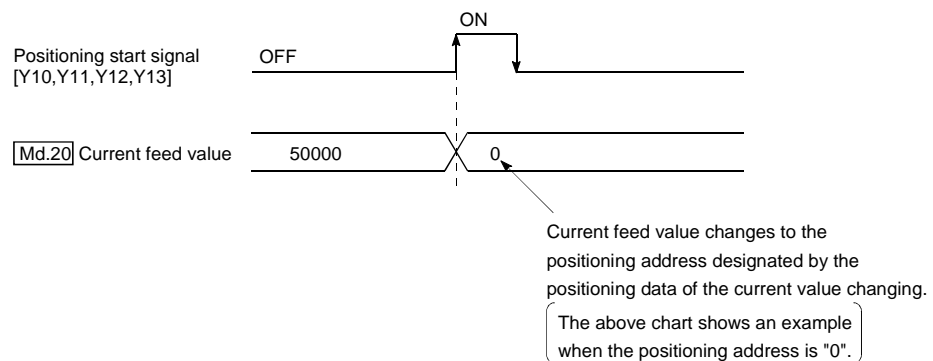 ON
Positioning start signal
[Y10,Y11,Y12,Y13]
OFF
Md.20 Current feed value
50000
0
Current feed value changes to the
positioning address designated by the
positioning data of the current value changing.
The above chart shows an example
when the positioning address is "0".